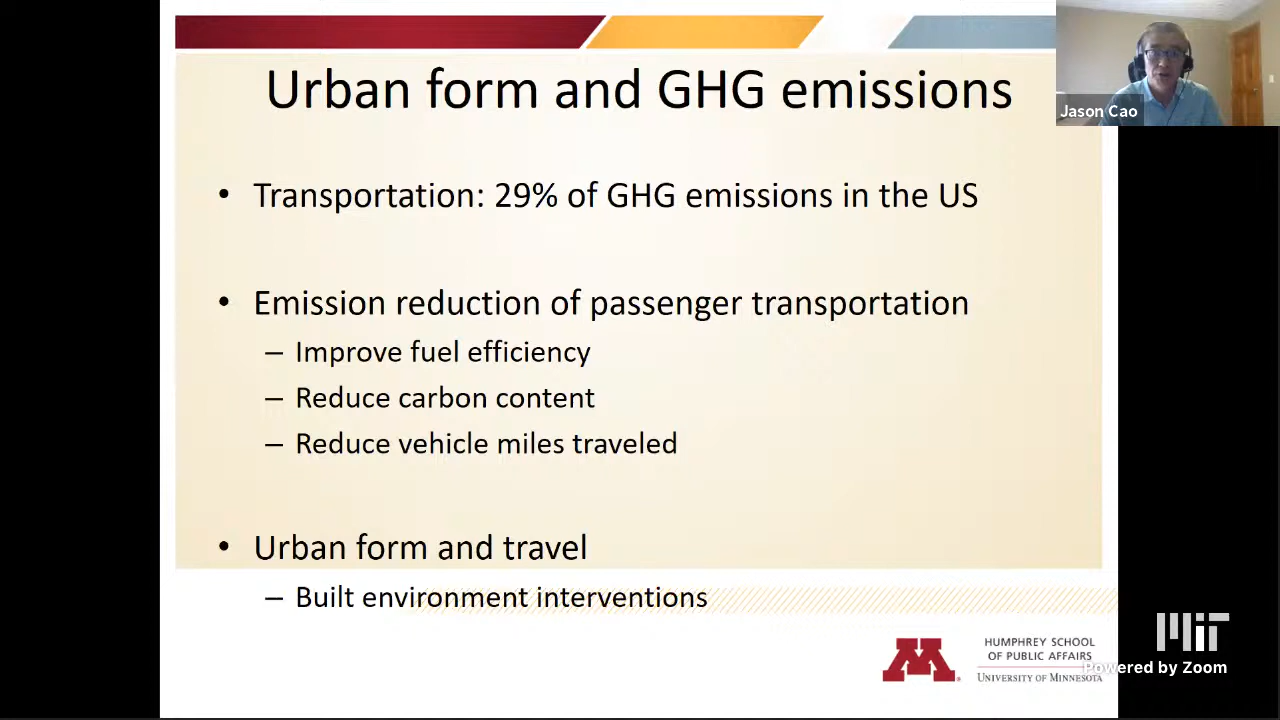 Urban form and GHG emissions
Jason Cao
• Transportation: 29% of GHG emissions in the US
• Emission reduction of passenger transportation
– Improve fuel efficiency
– Reduce carbon content
– Reduce vehicle miles traveled
• Urban form and travel
– Built environment interventions
M
HUMPHREY SCHOOL
OF PUBLIC AFFAIRS
UNIVERSITY OF MINNESOTA
MIT
Powered by Zoom